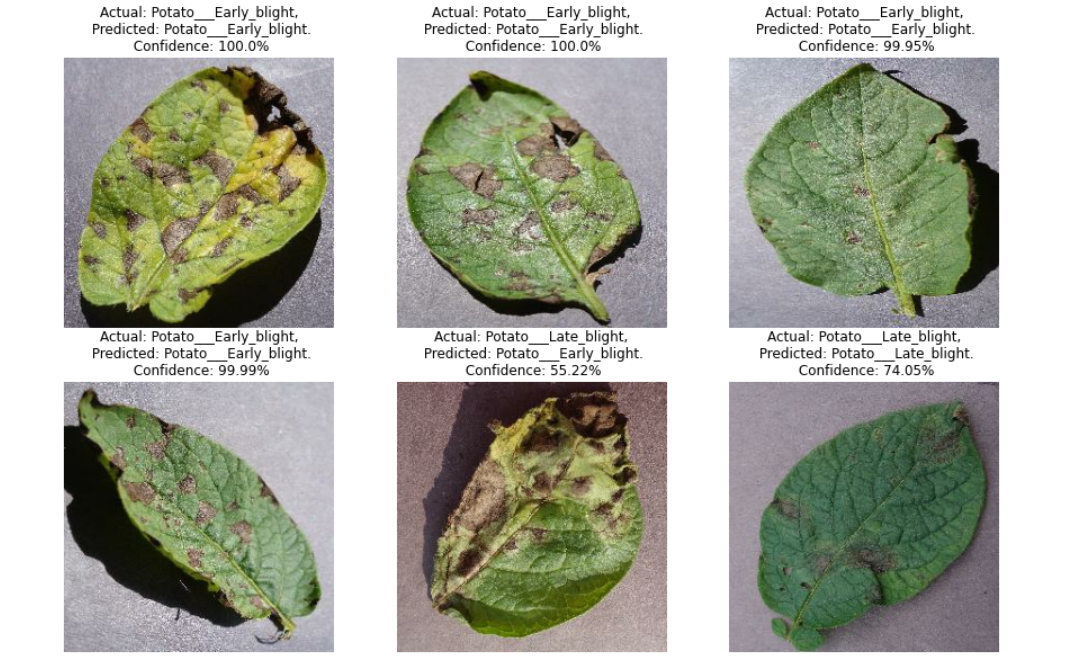 Actual: Potato___Early_blight,
Predicted: Potato___Early_blight.
Confidence: 100.0%
Actual: Potato___Early_blight,
Predicted: Potato___Early_blight.
Confidence: 100.0%
Actual: Potato___Early_blight,
Predicted: Potato___Early_blight.
Confidence: 99.95%
Actual: Potato___Early_blight,
Predicted: Potato___Early_blight.
Confidence: 99.99%
Actual: Potato___Late_blight,
Predicted: Potato___Early_blight.
Confidence: 55.22%
Actual: Potato___Late_blight,
Predicted: Potato___Late_blight.
Confidence: 74.05%